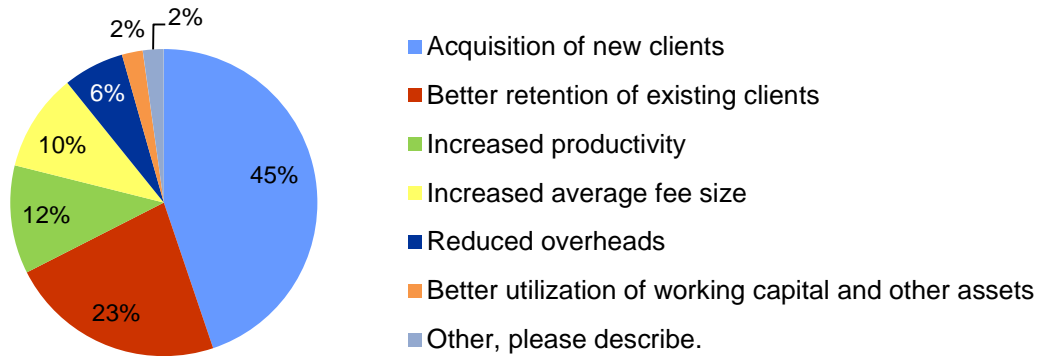 2%
2%
6%
10%
12%
23%
45%
Acquisition of new clients
Better retention of existing clients
Increased productivity
Increased average fee size
Reduced overheads
Better utilization of working capital and other assets
Other, please describe.